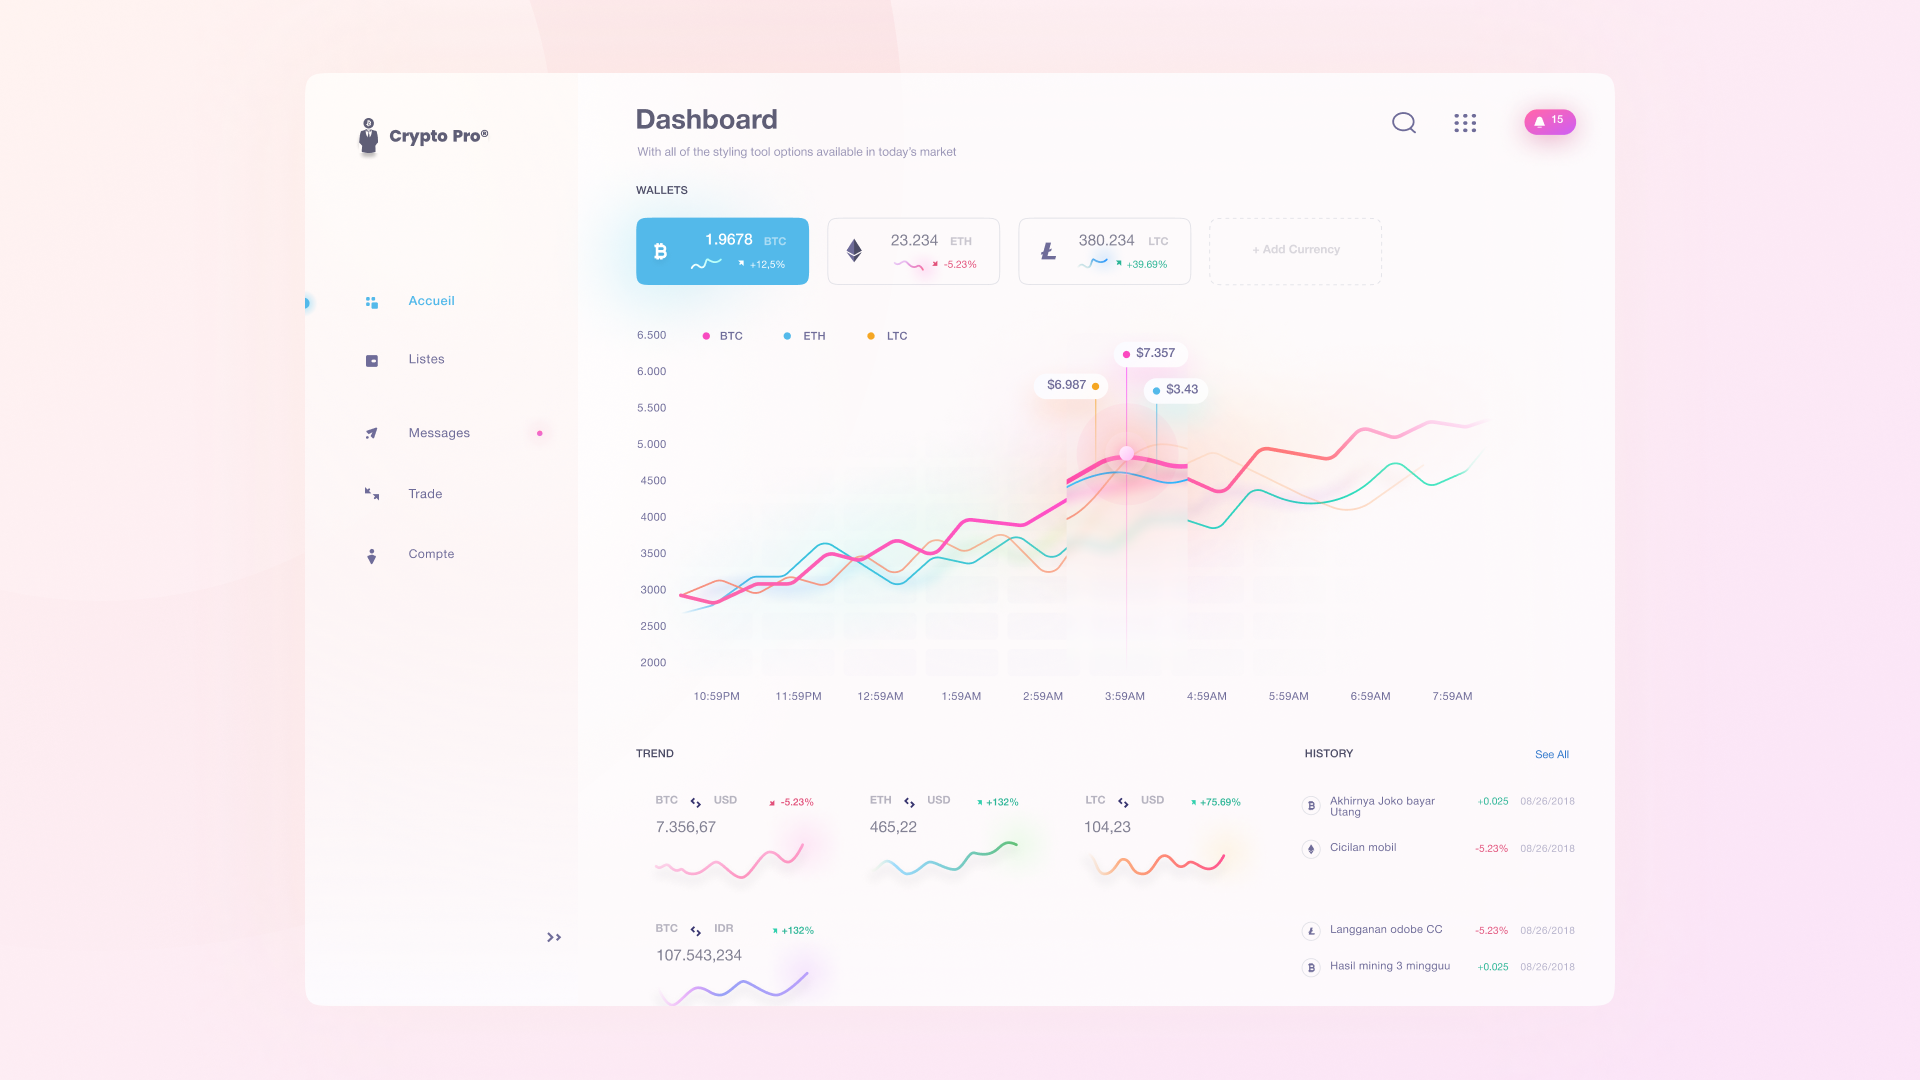 Crypto Pro®
Accueil
Listes
Messages
Trade
Compte
Dashboard
With all of the styling tool options available in today's market
15
WALLETS
1.9678 BTC
+12,5%
23.234 ETH
-5.23%
380.234 LTC
+39.69%
+ Add Currency
BTC ETH LTC
6.500
6.000
5.500
5.000
4500
4000
3500
3000
2500
2000
$7.357
$6.987
$3.43
10:59PM 11:59PM 12:59AM 1:59AM 2:59AM 3:59AM 4:59AM 5:59AM 6:59AM 7:59AM
TREND
BTC USD -5.23%
7.356,67
ETH USD +132%
465,22
LTC USD +75.69%
104,23
BTC IDR +132%
107.543,234
HISTORY See All
Akhirnya Joko bayar +0.025 08/26/2018
Utang
Cicilan mobil -5.23% 08/26/2018
Langganan odobe CC -5.23% 08/26/2018
Hasil mining 3 mingguu +0.025 08/26/2018